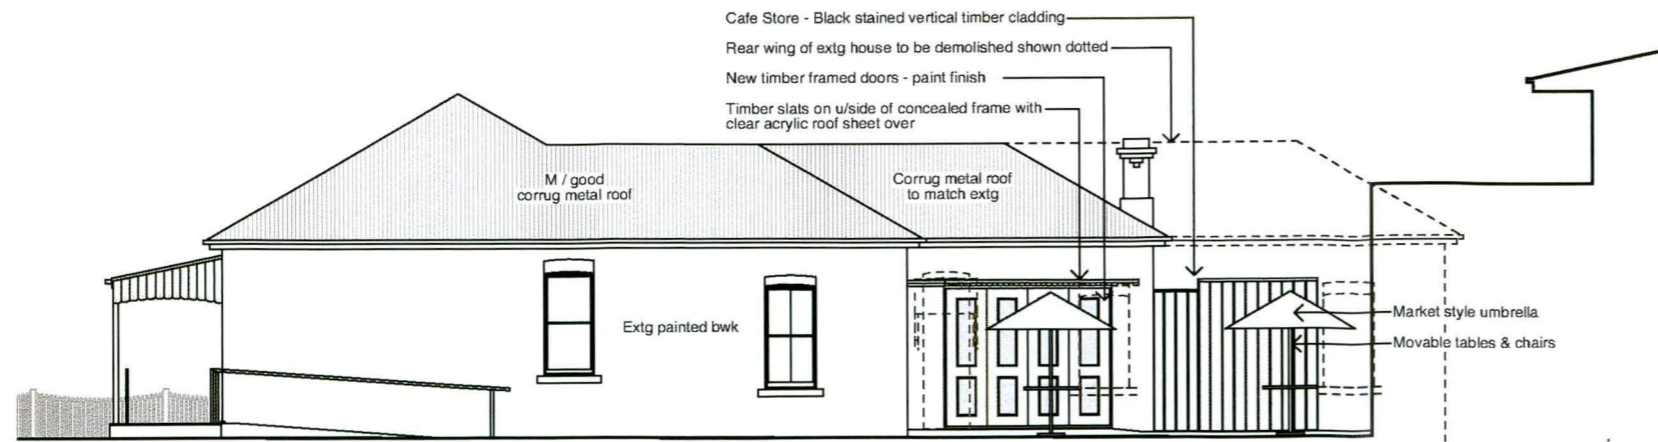 Cafe Store - Black stained vertical timber cladding
Rear wing of extg house to be demolished shown dotted
New timber framed doors - paint finish
Timber slats on u/side of concealed frame with
clear acrylic roof sheet over
M / good
corrug metal roof
Corrug metal roof
to match extg
Extg painted bwk
Market style umbrella
Movable tables & chairs